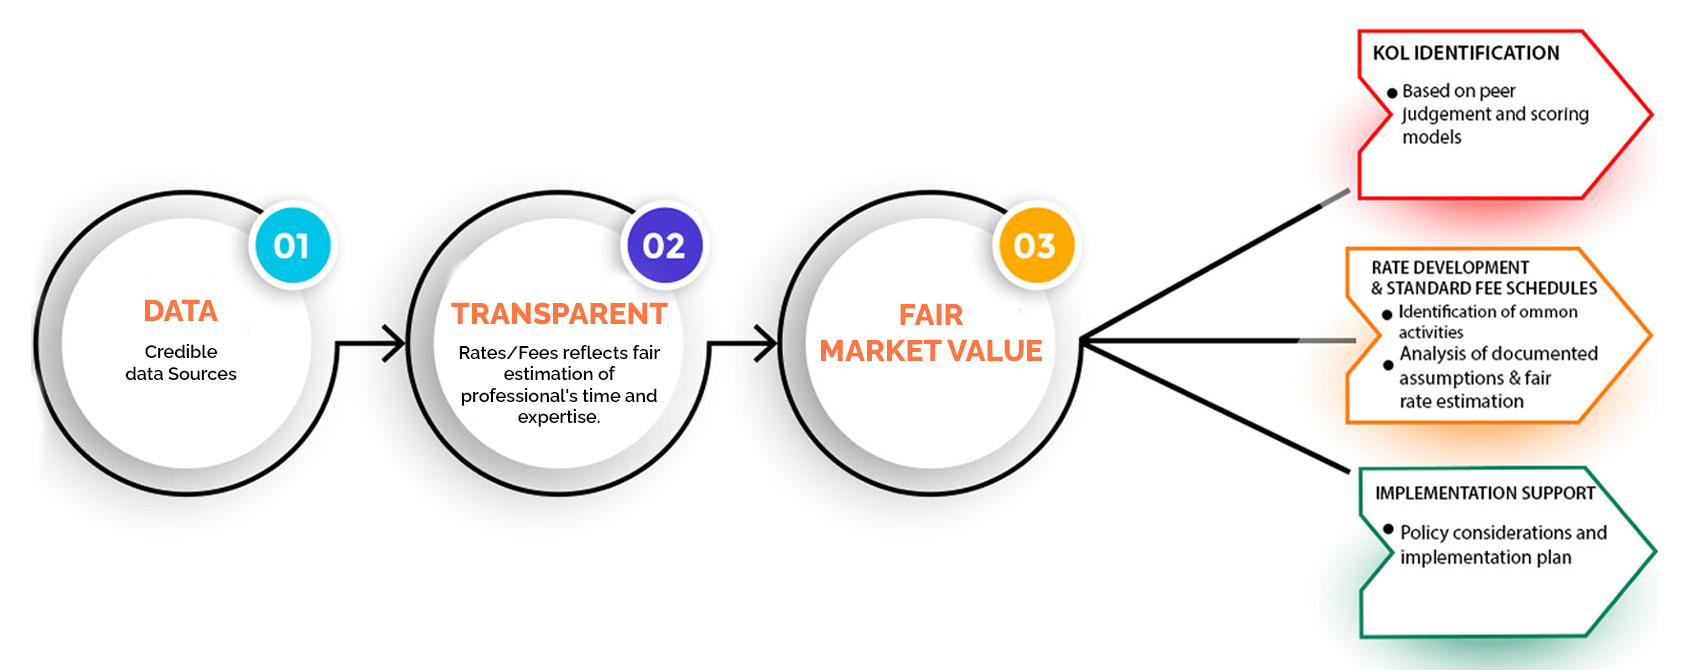 01
DATA
Credible
data Sources
02
TRANSPARENT
Rates/Fees reflects fair
estimation of
professional's time and
expertise.
03
FAIR
MARKET VALUE
KOL IDENTIFICATION
● Based on peer
judgement and scoring
models
RATE DEVELOPMENT
& STANDARD FEE SCHEDULES
● Identification of ommon
activities
● Analysis of documented
assumptions & fair
rate estimation
IMPLEMENTATION SUPPORT
● Policy considerations and
implementation plan